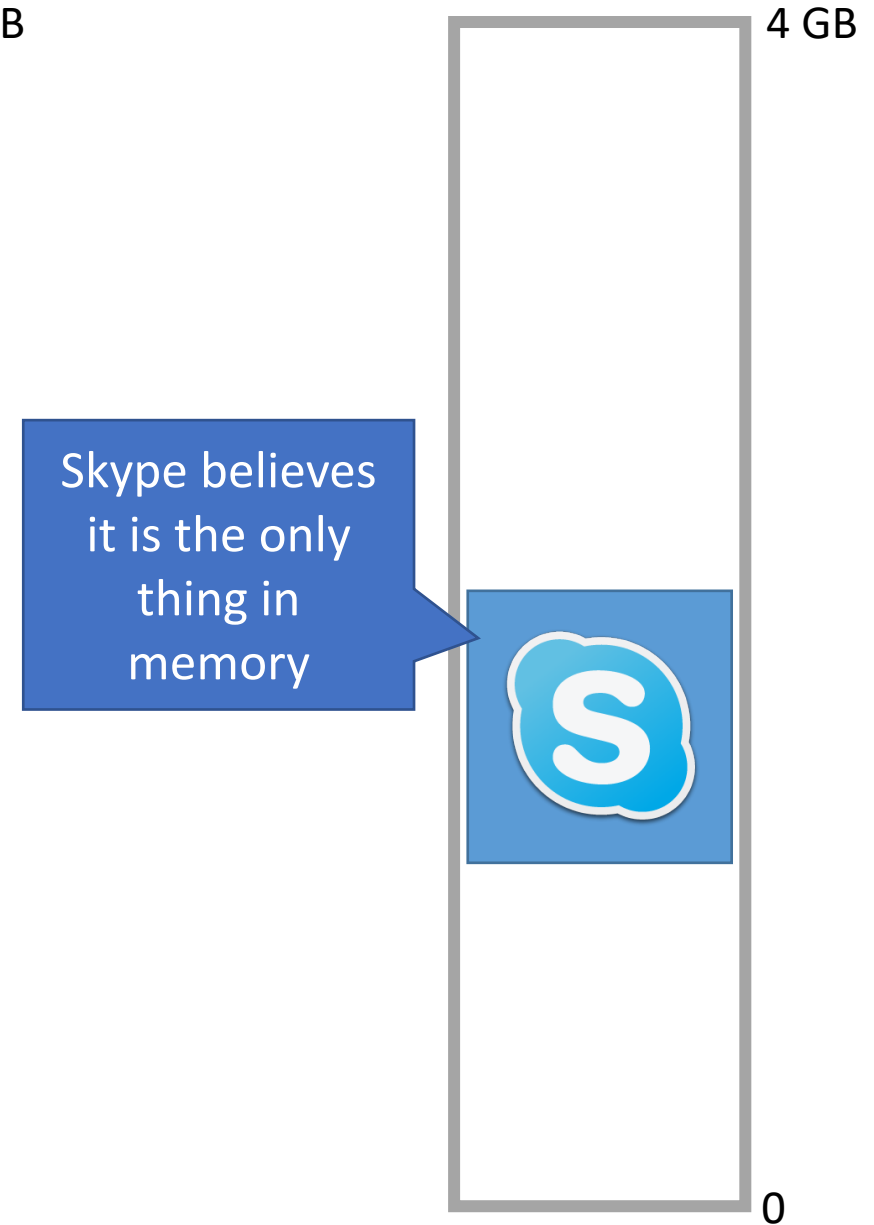 B
4 GB
Skype believes
it is the only
thing in
memory
S
0